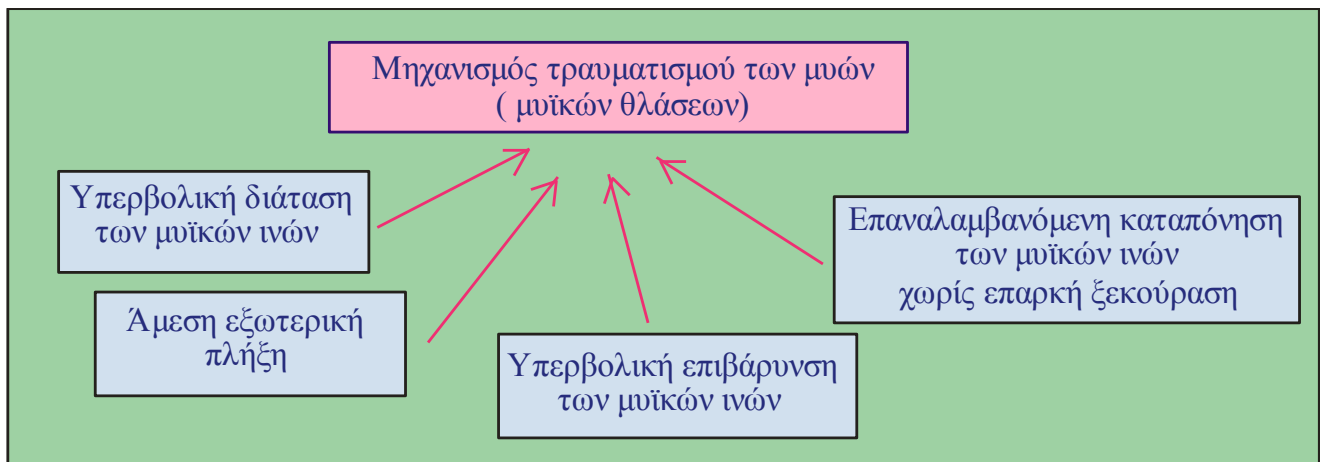 Μηχανισμός τραυματισμού των μυών
( μυϊκών θλάσεων)
Υπερβολική διάταση
των μυϊκών ινών
Άμεση εξωτερική
πλήξη
Υπερβολική επιβάρυνση
των μυϊκών ινών
Επαναλαμβανόμενη καταπόνηση
των μυϊκών ινών
χωρίς επαρκή ξεκούραση